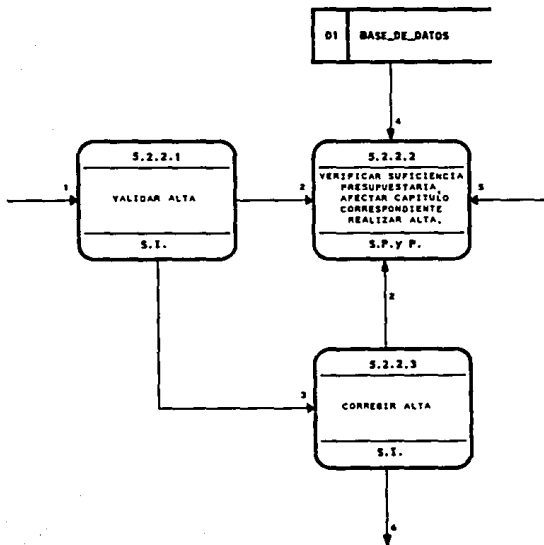 D1 BASE_DE_DATOS
4
5.2.2.1
VALIDAR ALTA
S.I.
1
2
5.2.2.2
VERIFICAR SUFICIENCIA
PRESUPUESTARIA,
AFECTAR CAPITULO
CORRESPONDIENTE
REALIZAR ALTA.
S.P.y P.
5
2
3
5.2.2.3
CORREGIR ALTA
S.I.
6